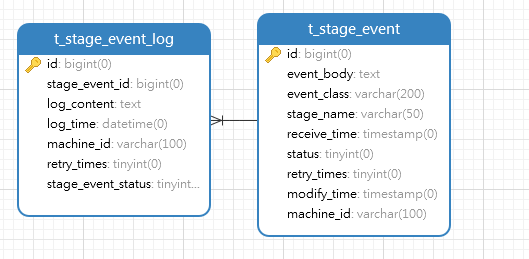 t_stage_event_log
id: bigint(0)
stage_event_id: bigint(0)
log_content: text
log_time: datetime(0)
machine_id: varchar(100)
retry_times: tinyint(0)
stage_event_status: tinyint...
t_stage_event
id: bigint(0)
event_body: text
event_class: varchar(200)
stage_name: varchar(50)
receive_time: timestamp(0)
status: tinyint(0)
retry_times: tinyint(0)
modify_time: timestamp(0)
machine_id: varchar(100)